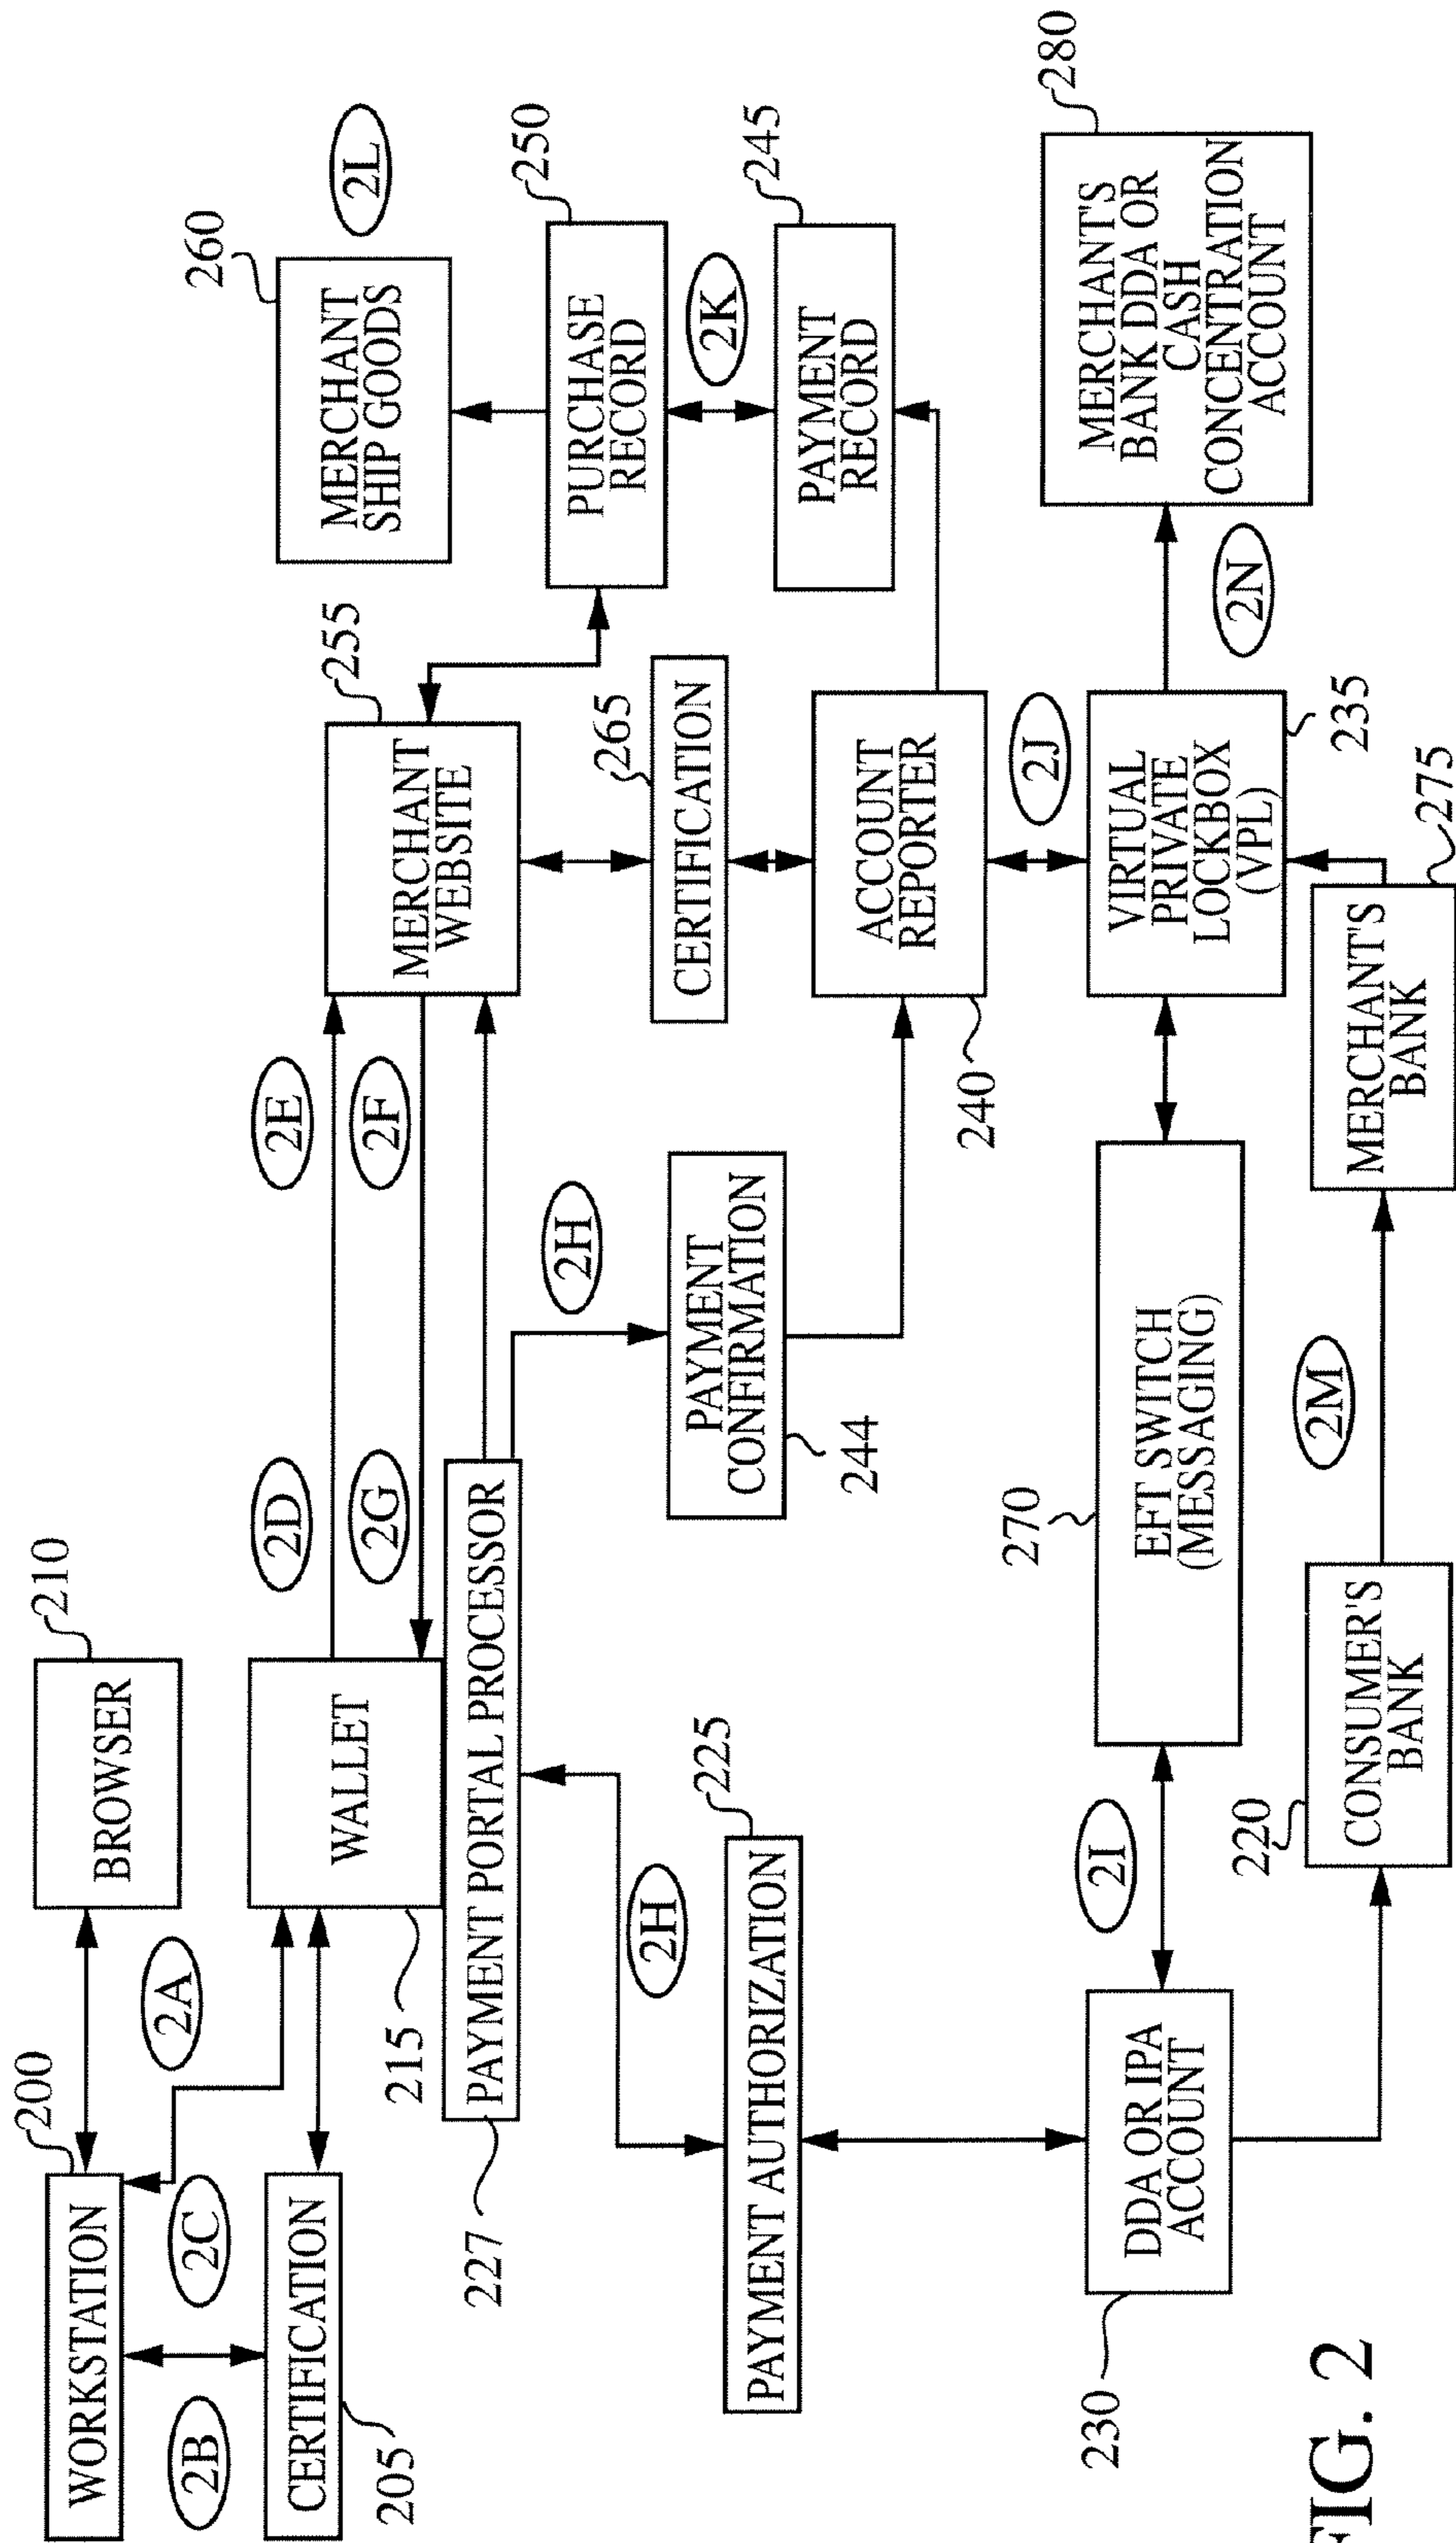 200
210
WORKSTATION
BROWSER
2A
2B
2C
CERTIFICATION
205
WALLET
215
2D
2E
2G
2F
MERCHANT
WEBSITE
255
MERCHANT
SHIP GOODS
260
2L
227
PAYMENT PORTAL PROCESSOR
2H
2H
265
CERTIFICATION
PURCHASE
RECORD
250
2K
PAYMENT AUTHORIZATION
225
PAYMENT
CONFIRMATION
244
ACCOUNT
REPORTER
240
PAYMENT
RECORD
245
2J
230
DDA OR IPA
ACCOUNT
2I
270
EFT SWITCH
(MESSAGING)
VIRTUAL
PRIVATE
LOCKBOX
(VPL)
235
2N
MERCHANT'S
BANK DDA OR
CASH
CONCENTRATION
ACCOUNT
280
220
CONSUMER'S
BANK
2M
MERCHANT'S
BANK
275
FIG. 2